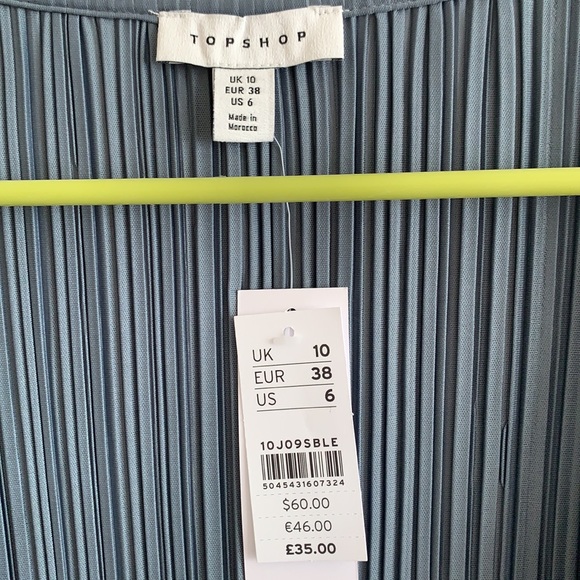 TOPSHOP
UK 10
EUR 38
US 6
Made in
Morocco
UK 10
EUR 38
US 6
10J09SBLE
5045431607324
$60.00
€46.00
£35.00